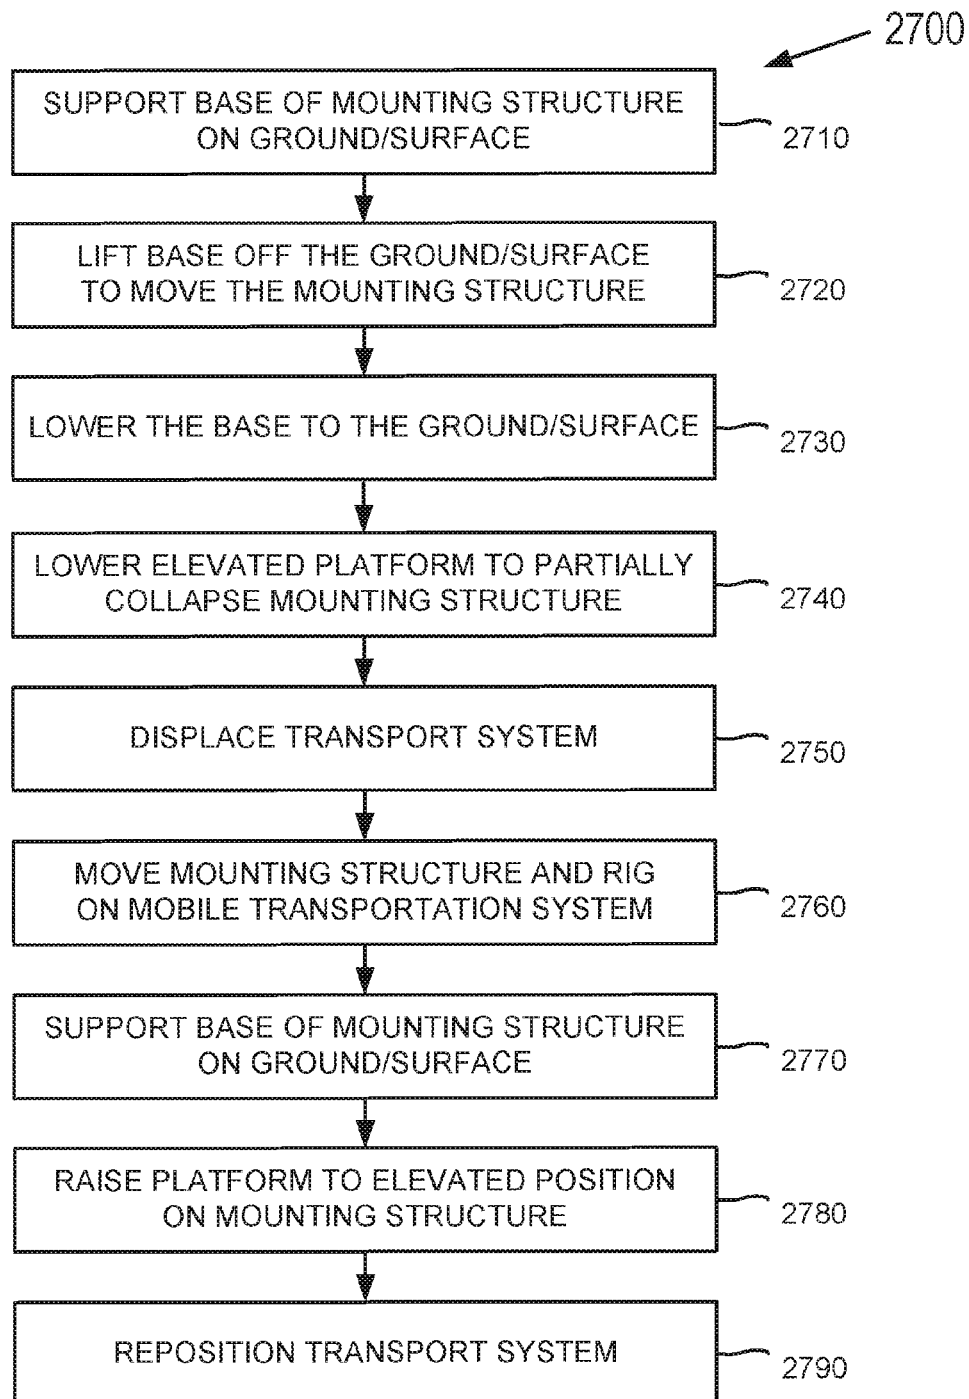 2700
SUPPORT BASE OF MOUNTING STRUCTURE
ON GROUND/SURFACE
2710
LIFT BASE OFF THE GROUND/SURFACE
TO MOVE THE MOUNTING STRUCTURE
2720
LOWER THE BASE TO THE GROUND/SURFACE
2730
LOWER ELEVATED PLATFORM TO PARTIALLY
COLLAPSE MOUNTING STRUCTURE
2740
DISPLACE TRANSPORT SYSTEM
2750
MOVE MOUNTING STRUCTURE AND RIG
ON MOBILE TRANSPORTATION SYSTEM
2760
SUPPORT BASE OF MOUNTING STRUCTURE
ON GROUND/SURFACE
2770
RAISE PLATFORM TO ELEVATED POSITION
ON MOUNTING STRUCTURE
2780
REPOSITION TRANSPORT SYSTEM
2790